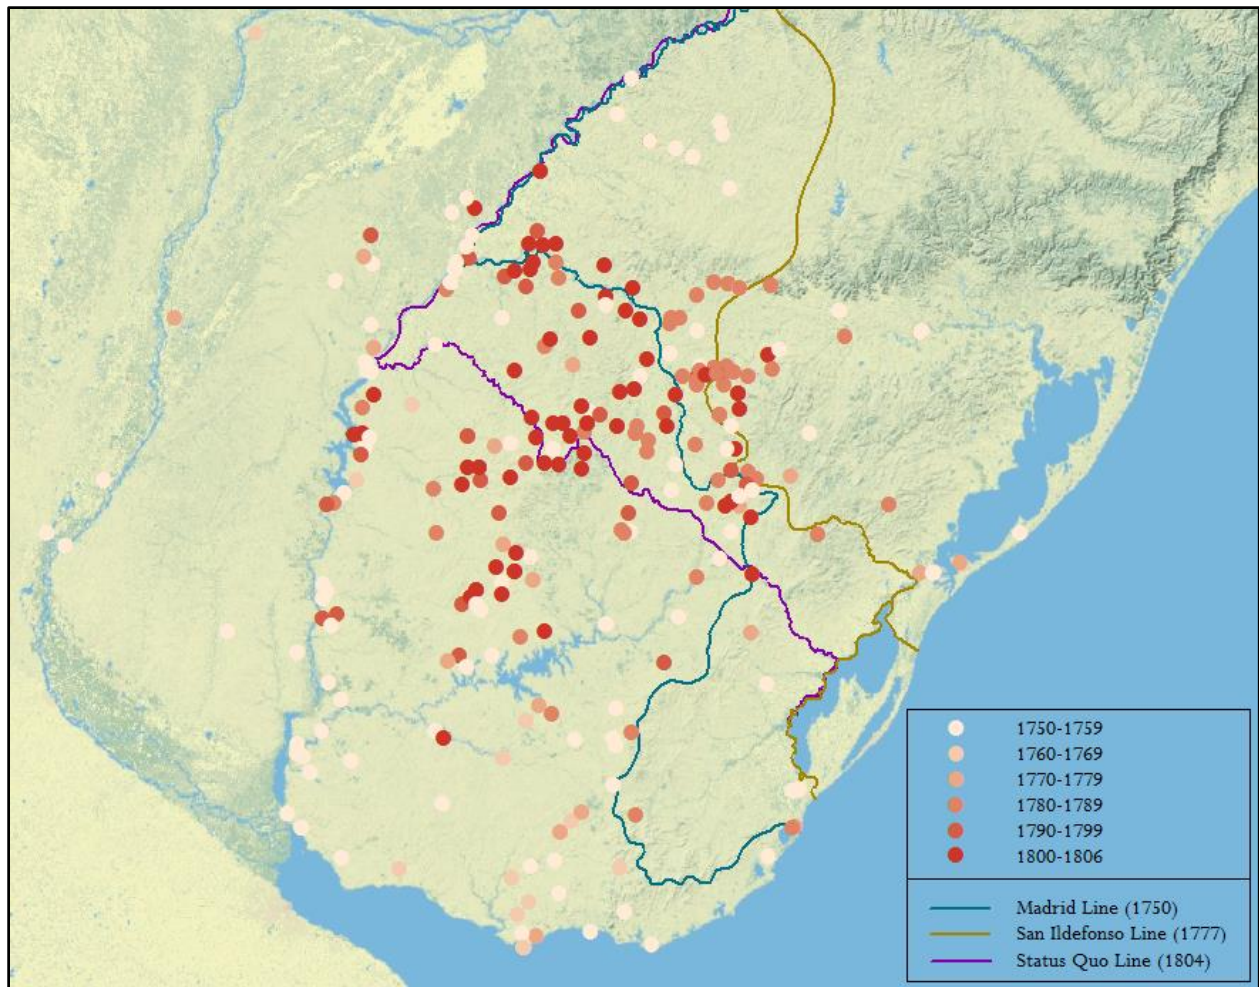 1750-1759
1760-1769
1770-1779
1780-1789
1790-1799
1800-1806
Madrid Line (1750)
San Ildefonso Line (1777)
Status Quo Line (1804)